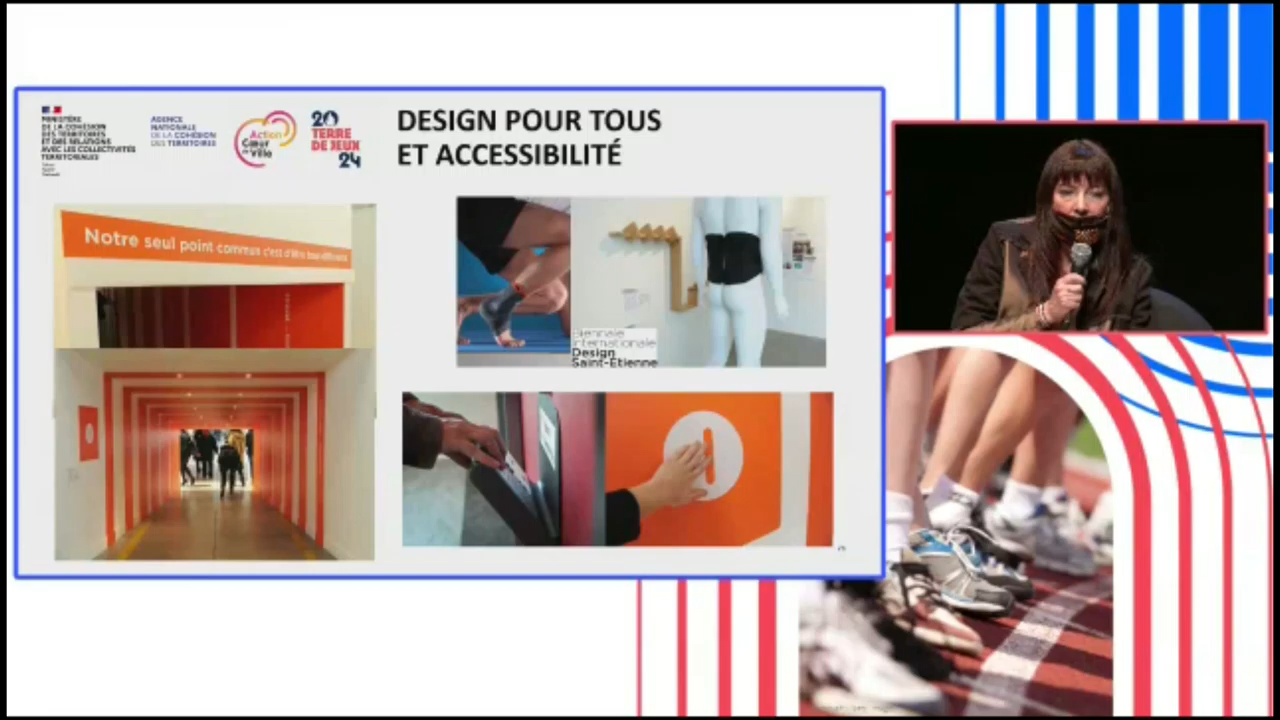 MINISTÈRE
DE LA COHÉSION
DES TERRITOIRES
ET DES RELATIONS
AVEC LES COLLECTIVITÉS
TERRITORIALES
AGENCE
NATIONALE
DE LA COHÉSION
DES TERRITOIRES
Action
Cœur
de Ville
20
TERRE
DE JEUX
24
DESIGN POUR TOUS
ET ACCESSIBILITÉ
Notre seul point commun c'est d'être tous différents
Biennale
Internationale
Design
Saint-Étienne